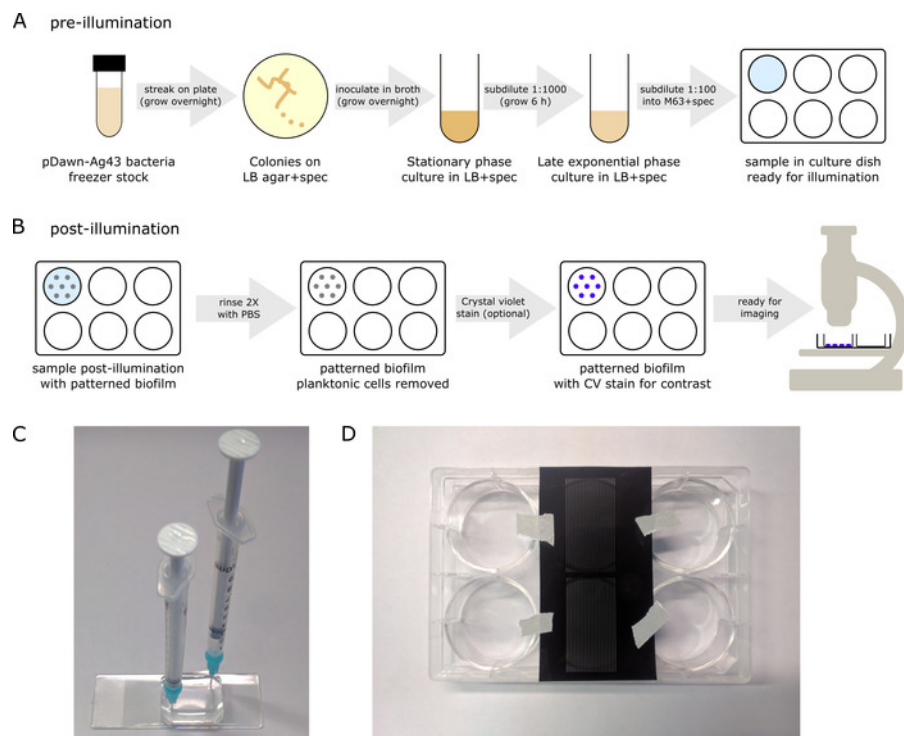 A pre-illumination
streak on plate
(grow overnight)
inoculate in broth
(grow overnight)
subdilute 1:1000
(grow 6 h)
subdilute 1:100
into M63+spec
pDawn-Ag43 bacteria
freezer stock
Colonies on
LB agar+spec
Stationary phase
culture in LB+spec
Late exponential phase
culture in LB+spec
sample in culture dish
ready for illumination
B post-illumination
rinse 2X
with PBS
Crystal violet
stain (optional)
ready for
imaging
sample post-illumination
with patterned biofilm
patterned biofilm
planktonic cells removed
patterned biofilm
with CV stain for contrast
C
D